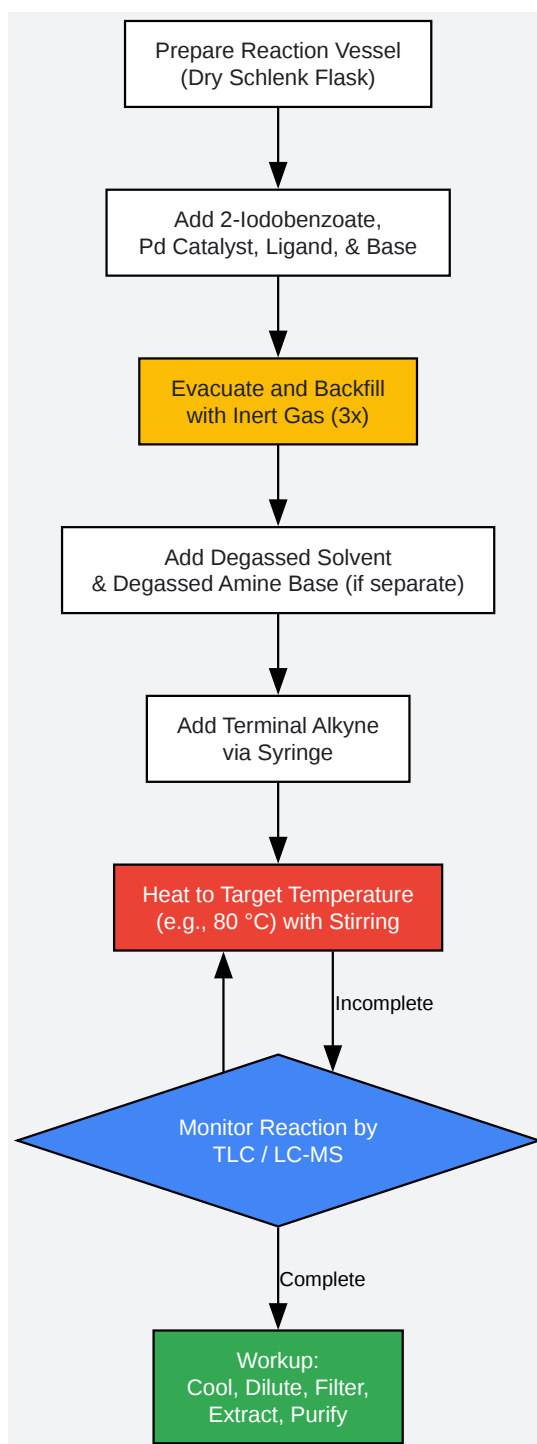 Prepare Reaction Vessel
(Dry Schlenk Flask)
Add 2-Iodobenzoate,
Pd Catalyst, Ligand, & Base
Evacuate and Backfill
with Inert Gas (3x)
Add Degassed Solvent
& Degassed Amine Base (if separate)
Add Terminal Alkyne
via Syringe
Heat to Target Temperature
(e.g., 80 °C) with Stirring
Incomplete
Monitor Reaction by
TLC / LC-MS
Complete
Workup:
Cool, Dilute, Filter,
Extract, Purify